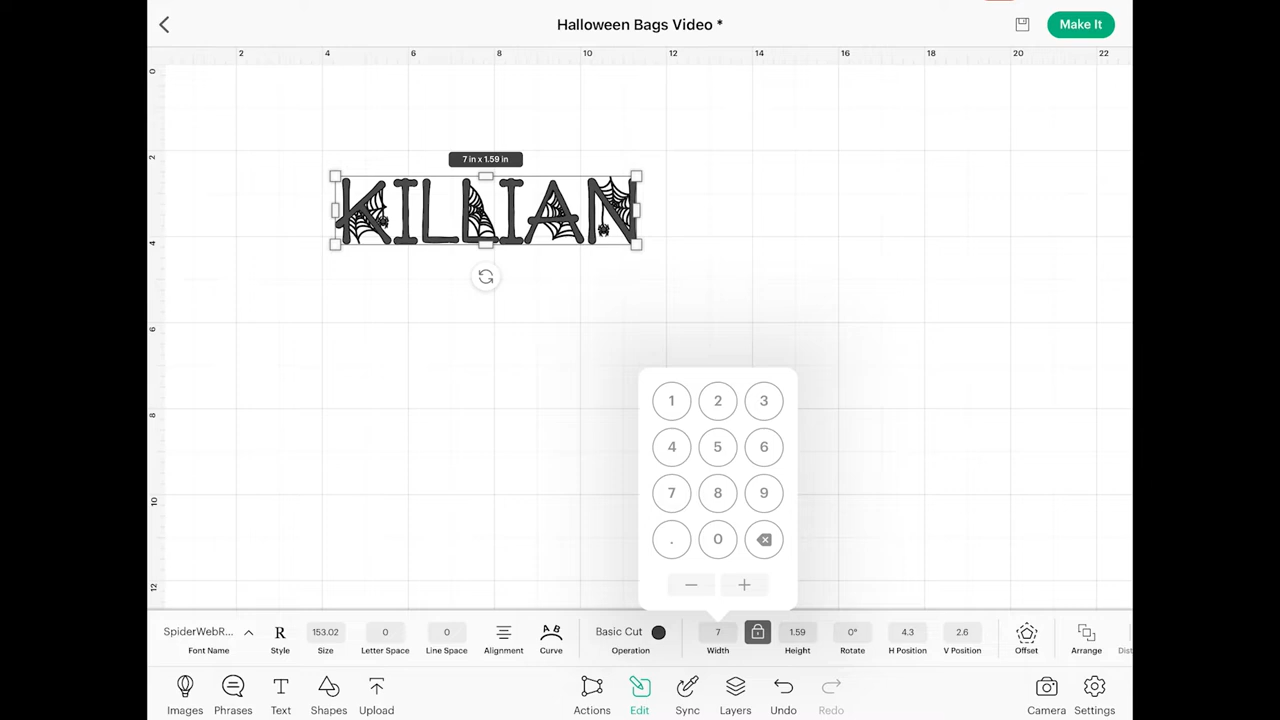 Halloween Bags Video *
Make It
2 4 6 8 10 12 14 16 18 20 22
0
2
4
6
8
10
12
7 in x 1.59 in
KILLIAN
1 2 3
4 5 6
7 8 9
. 0
− +
SpiderWebR... R 153.02 0 0 A B Basic Cut 7 1.59 0° 4.3 2.6
Font Name Style Size Letter Space Line Space Alignment Curve Operation Width Height Rotate H Position V Position Offset Arrange Dist
T
Images Phrases Text Shapes Upload Actions Edit Sync Layers Undo Redo Camera Settings